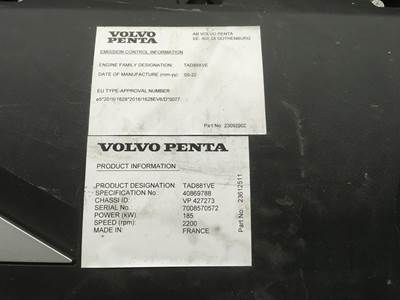 VOLVO
PENTA
AB VOLVO PENTA
SE- 405 08 GOTHENBURG
EMISSION CONTROL INFORMATION
ENGINE FAMILY DESIGNATION: TAD88XVE
DATE OF MANUFACTURE (mm-yy):
EU TYPE-APPROVAL NUMBER:
Part No:
VOLVO PENTA
PRODUCT INFORMATION
PRODUCT DESIGNATION TAD881VE
SPECIFICATION No.: 40869788
CHASSI ID: VP 427273
SERIAL No: 7008570572
POWER (kW): 185
SPEED (rpm): 2200
MADE IN: FRANCE
Part No: 23612511